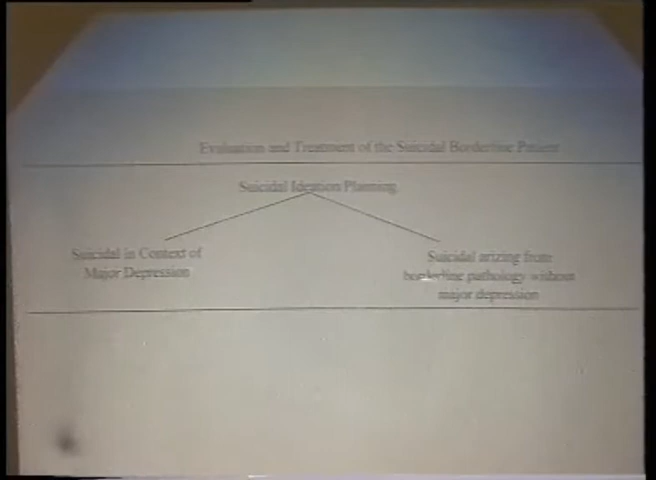 Evaluation and Treatment of the Suicidal Borderline Patient
Suicidal Ideation Planning
Suicidal in Context of
Major Depression
Suicidal arizing from
borderline pathology without
major depression